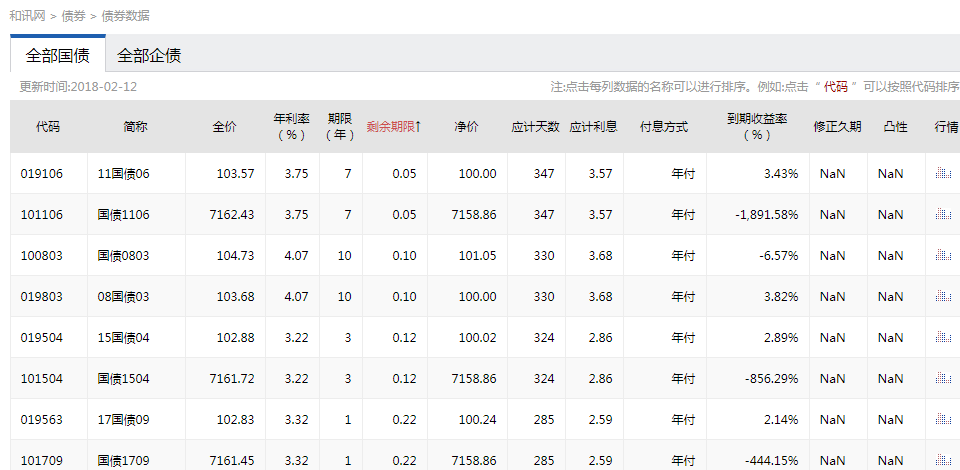 和讯网 > 债券 > 债券数据
全部国债 全部企债
更新时间:2018-02-12 注:点击每列数据的名称可以进行排序。例如:点击 “ 代码 ” 可以按照代码排序
代码 简称 全价 年利率（%） 期限（年） 剩余期限↑ 净价 应计天数 应计利息 付息方式 到期收益率（%） 修正久期 凸性 行情
019106 11国债06 103.57 3.75 7 0.05 100.00 347 3.57 年付 3.43% NaN NaN
101106 国债1106 7162.43 3.75 7 0.05 7158.86 347 3.57 年付 -1,891.58% NaN NaN
100803 国债0803 104.73 4.07 10 0.10 101.05 330 3.68 年付 -6.57% NaN NaN
019803 08国债03 103.68 4.07 10 0.10 100.00 330 3.68 年付 3.82% NaN NaN
019504 15国债04 102.88 3.22 3 0.12 100.02 324 2.86 年付 2.89% NaN NaN
101504 国债1504 7161.72 3.22 3 0.12 7158.86 324 2.86 年付 -856.29% NaN NaN
019563 17国债09 102.83 3.32 1 0.22 100.24 285 2.59 年付 2.14% NaN NaN
101709 国债1709 7161.45 3.32 1 0.22 7158.86 285 2.59 年付 -444.15% NaN NaN